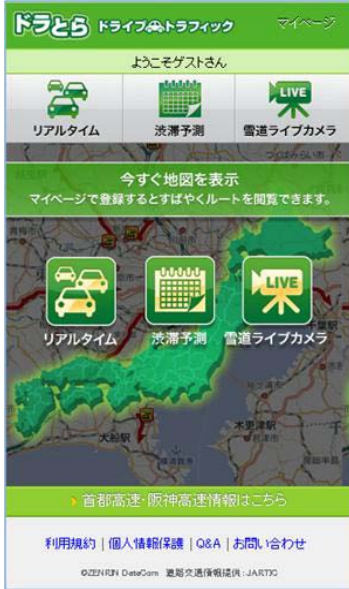 ドラとら ドライブ&トラフィック マイページ
ようこそゲストさん
LIVE
リアルタイム 渋滞予測 雪道ライブカメラ
今すぐ地図を表示
マイページで登録するとすばやくルートを閲覧できます。
LIVE
リアルタイム 渋滞予測 雪道ライブカメラ
木更津駅
大船駅
首都高速・阪神高速情報はこちら
利用規約 | 個人情報保護 | Q&A | お問い合わせ
©ZENRIN DataCom 道路交通情報提供:JARTIC